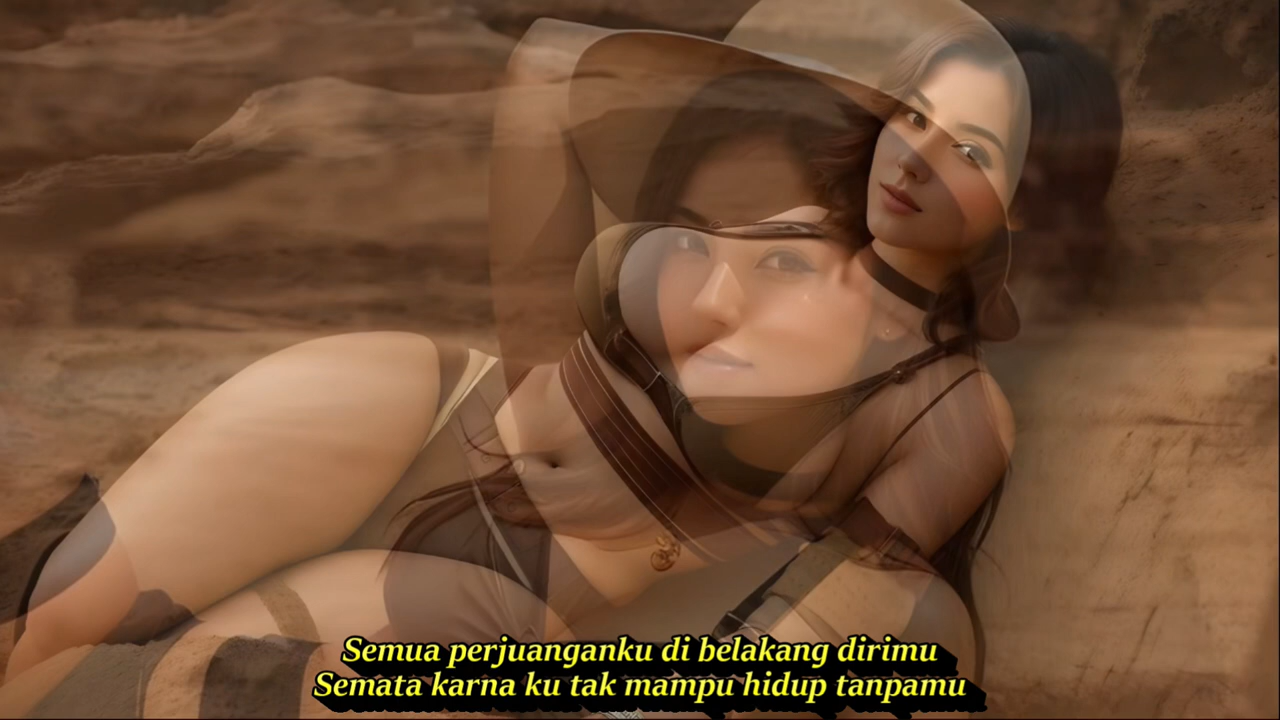 Semua perjuanganku di belakang dirimu
Semata karna ku tak mampu hidup tanpamu